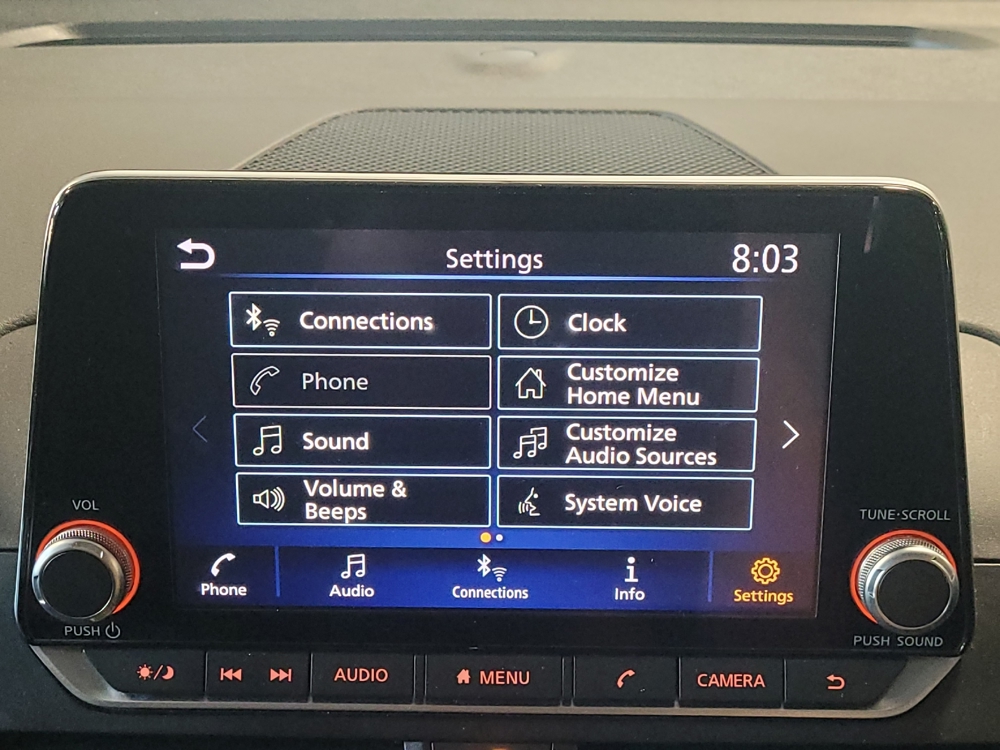 Settings
8:03
Connections
Clock
Phone
Customize
Home Menu
Sound
Customize
Audio Sources
Volume &
Beeps
System Voice
VOL
TUNE·SCROLL
Phone
Audio
Connections
Info
Settings
PUSH
PUSH SOUND
AUDIO
MENU
CAMERA